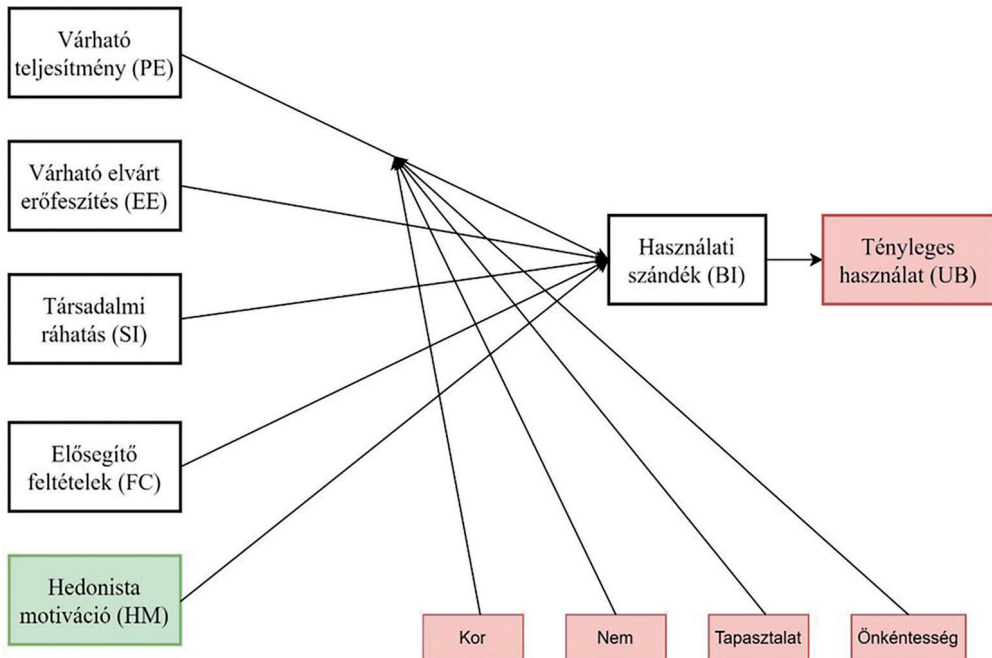 Várható
teljesítmény (PE)
Várható elvárt
erőfeszítés (EE)
Társadalmi
ráhatás (SI)
Elősegítő
feltételek (FC)
Hedonista
motiváció (HM)
Használati
szándék (BI)
Tényleges
használat (UB)
Kor
Nem
Tapasztalat
Önkéntesség